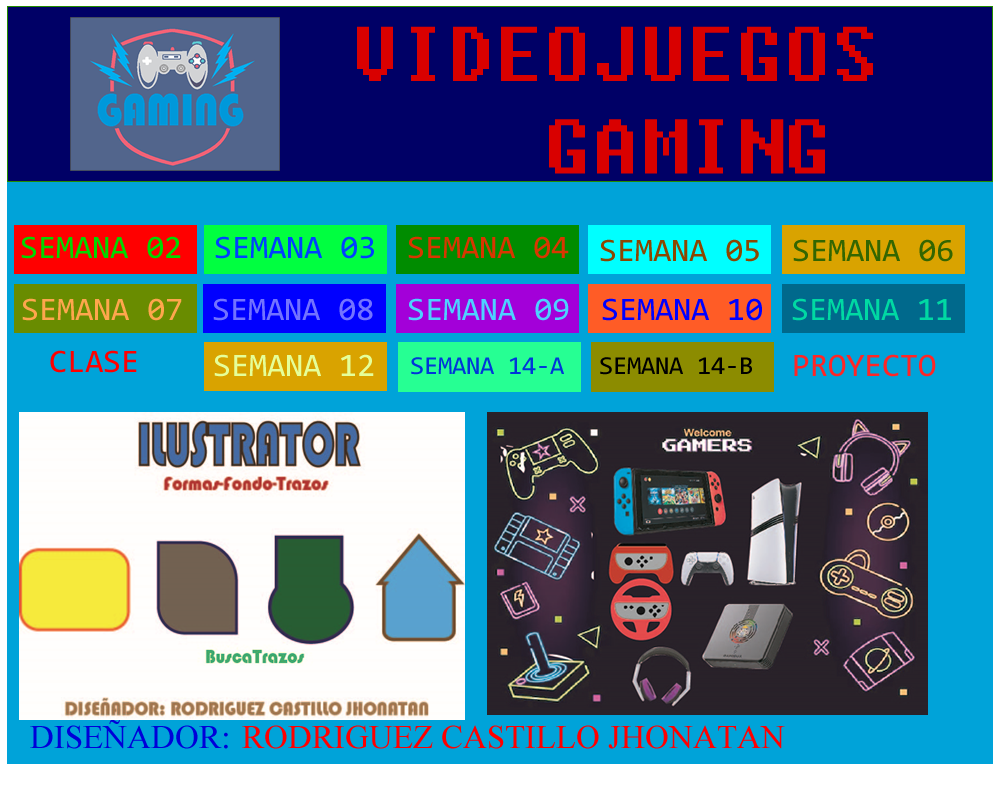 GAMING
VIDEOJUEGOS
GAMING
SEMANA 02
SEMANA 03
SEMANA 04
SEMANA 05
SEMANA 06
SEMANA 07
SEMANA 08
SEMANA 09
SEMANA 10
SEMANA 11
CLASE
SEMANA 12
SEMANA 14-A
SEMANA 14-B
PROYECTO
ILUSTRATOR
Formas-Fondo-Trazos
BuscaTrazos
DISEÑADOR: RODRIGUEZ CASTILLO JHONATAN
Welcome
GAMERS
DISEÑADOR: RODRIGUEZ CASTILLO JHONATAN